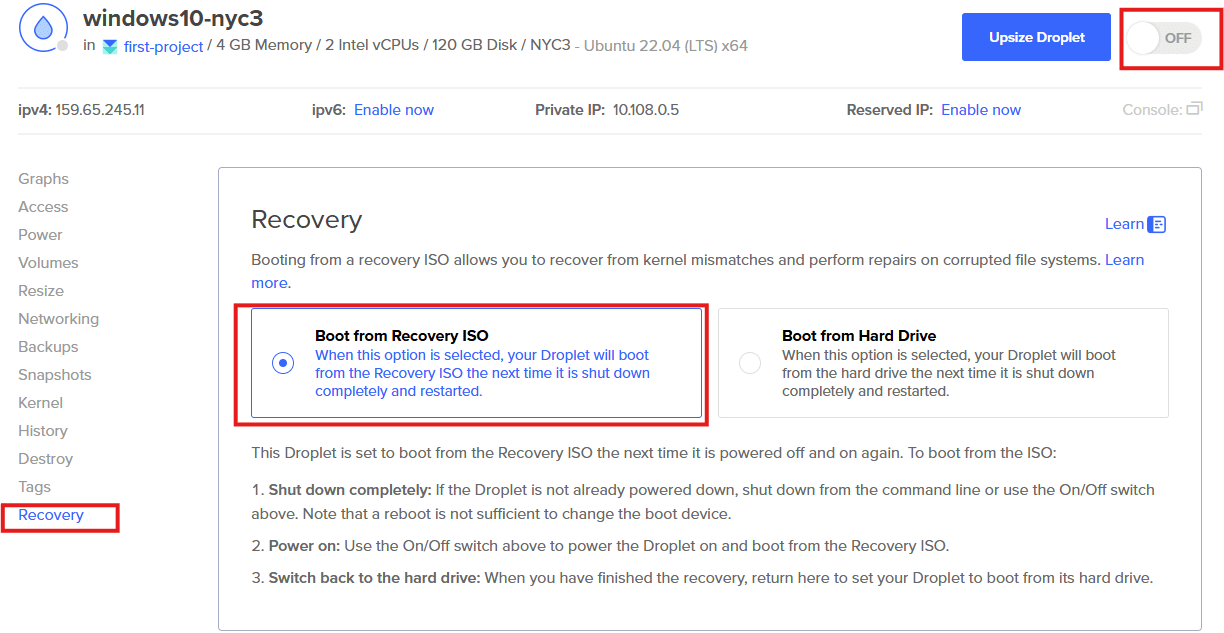 windows10-nyc3
in first-project / 4 GB Memory / 2 Intel vCPUs / 120 GB Disk / NYC3 - Ubuntu 22.04 (LTS) x64
Upsize Droplet
OFF
ipv4: 159.65.245.11
ipv6: Enable now
Private IP: 10.108.0.5
Reserved IP: Enable now
Console:
Graphs
Access
Power
Volumes
Resize
Networking
Backups
Snapshots
Kernel
History
Destroy
Tags
Recovery
Recovery
Learn
Booting from a recovery ISO allows you to recover from kernel mismatches and perform repairs on corrupted file systems. Learn
more.
Boot from Recovery ISO
When this option is selected, your Droplet will boot
from the Recovery ISO the next time it is shut down
completely and restarted.
Boot from Hard Drive
When this option is selected, your Droplet will boot
from the hard drive the next time it is shut down
completely and restarted.
This Droplet is set to boot from the Recovery ISO the next time it is powered off and on again. To boot from the ISO:
1. Shut down completely: If the Droplet is not already powered down, shut down from the command line or use the On/Off switch
above. Note that a reboot is not sufficient to change the boot device.
2. Power on: Use the On/Off switch above to power the Droplet on and boot from the Recovery ISO.
3. Switch back to the hard drive: When you have finished the recovery, return here to set your Droplet to boot from its hard drive.